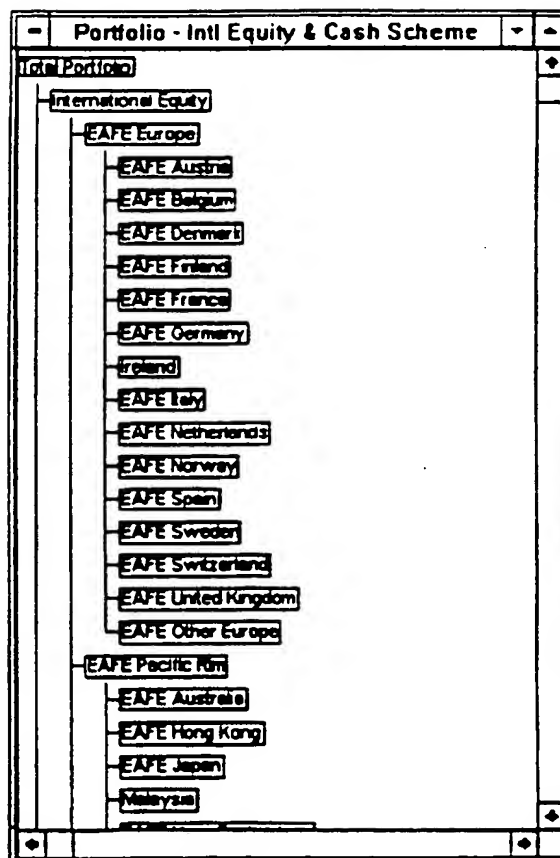 Portfolio - Intl Equity & Cash Scheme
Total Portfolio
International Equity
EAFE Europe
EAFE Austria
EAFE Belgium
EAFE Denmark
EAFE Finland
EAFE France
EAFE Germany
Ireland
EAFE Italy
EAFE Netherlands
EAFE Norway
EAFE Spain
EAFE Sweden
EAFE Switzerland
EAFE United Kingdom
EAFE Other Europe
EAFE Pacific Rim
EAFE Australia
EAFE Hong Kong
EAFE Japan
Malaysia